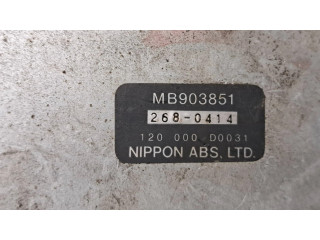 MB903851
268-0414
120 000-D0031
NIPPON ABS, LTD.